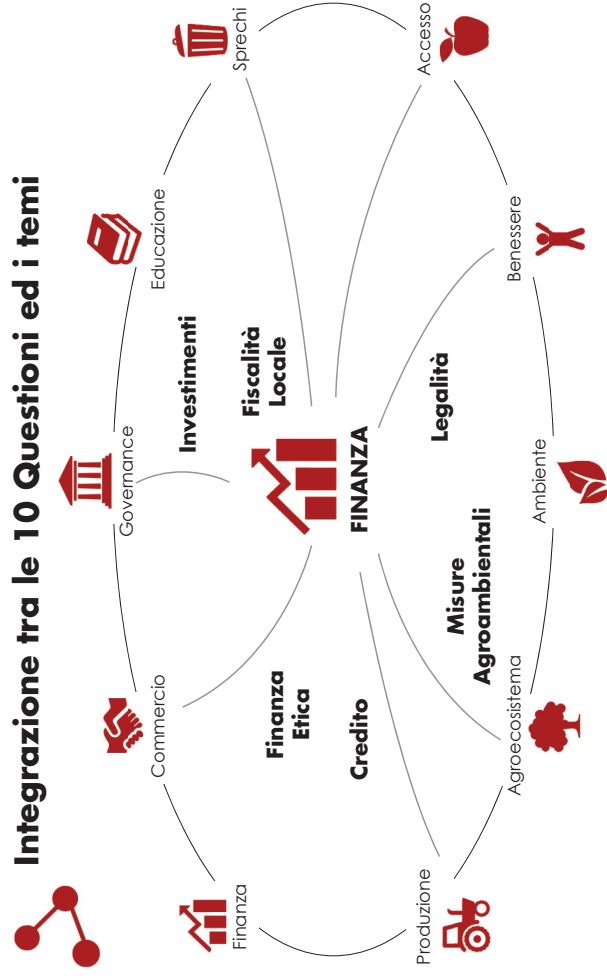 Integrazione tra le 10 Questioni ed i temi
Finanza
Commercio
Governance
Educazione
Sprechi
Investimenti
Fiscalità
Locale
Finanza
Etica
Credito
FINANZA
Legalità
Misure
Agroambientali
Produzione
Agroecosistema
Ambiente
Benessere
Accesso